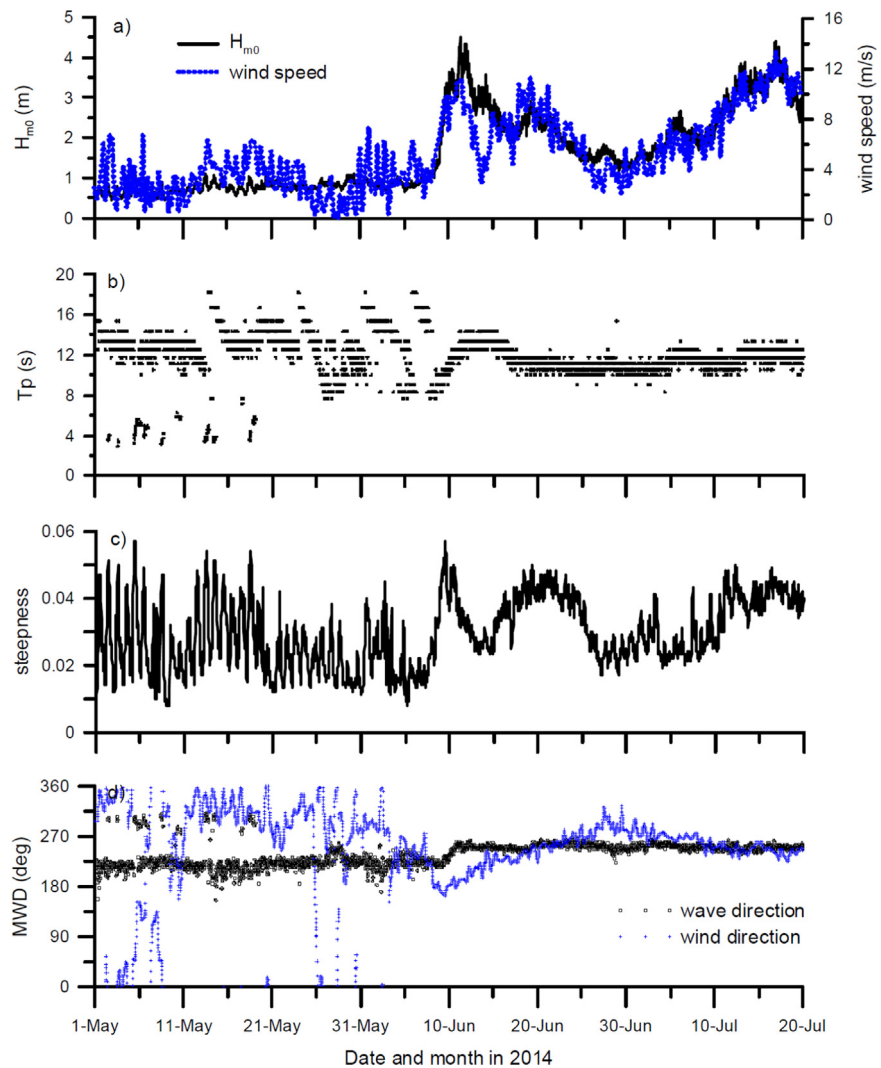 a)
H_m0
wind speed
5
4
3
2
1
0
H_m0 (m)
16
12
8
4
0
wind speed (m/s)
b)
20
16
12
8
4
0
Tp (s)
c)
0.06
0.04
0.02
0
steepness
d)
360
270
180
90
0
MWD (deg)
wave direction
wind direction
1-May 11-May 21-May 31-May 10-Jun 20-Jun 30-Jun 10-Jul 20-Jul
Date and month in 2014